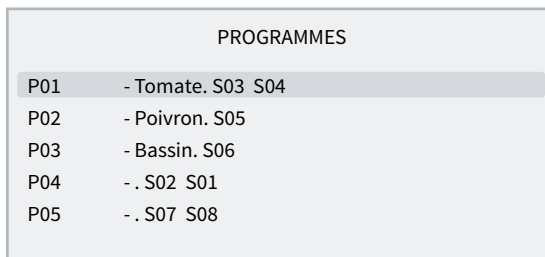 PROGRAMMES
P01 - Tomate. S03 S04
P02 - Poivron. S05
P03 - Bassin. S06
P04 - . S02 S01
P05 - . S07 S08